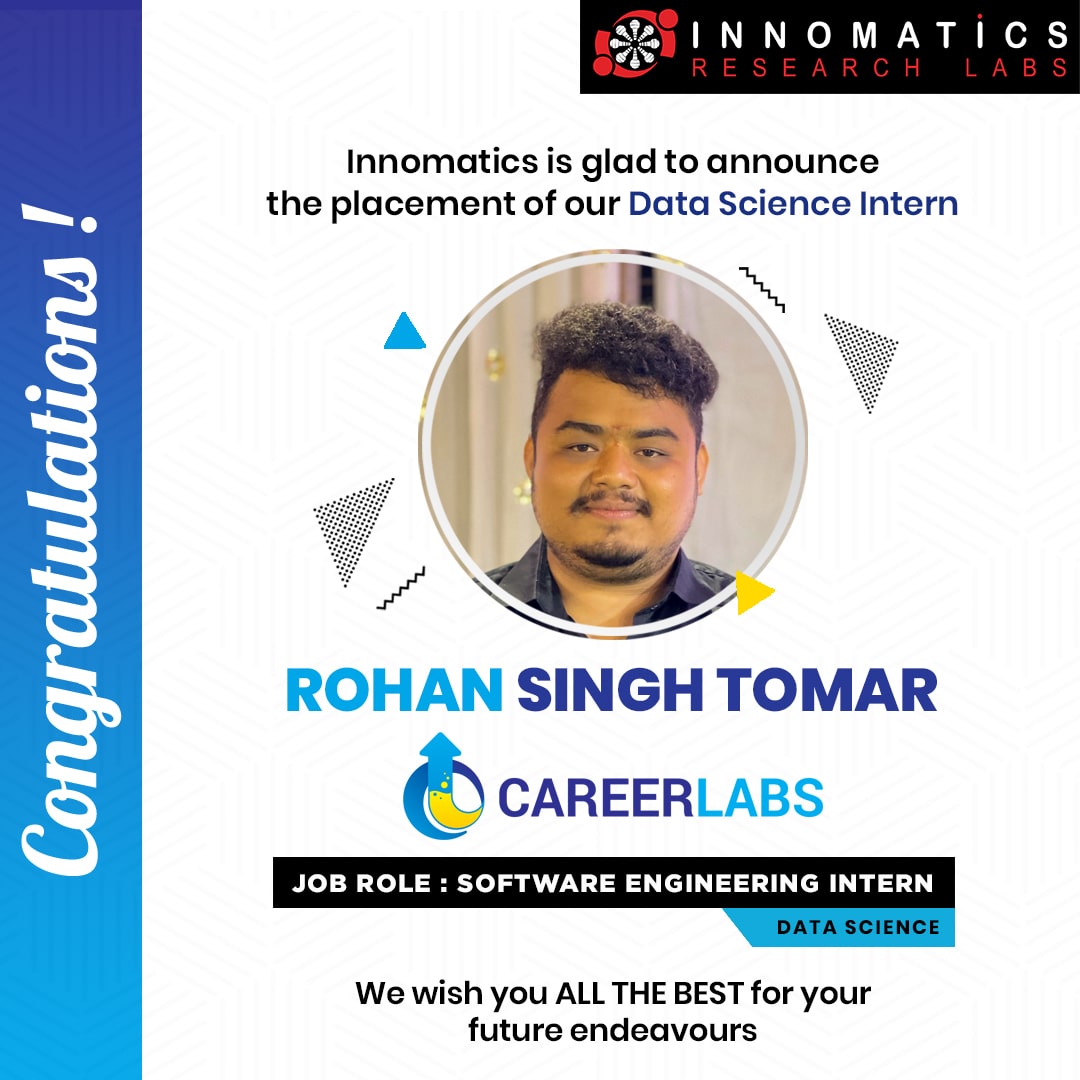 INNOMATICS
RESEARCH LABS
Congratulations !
Innomatics is glad to announce
the placement of our Data Science Intern
ROHAN SINGH TOMAR
CAREERLABS
JOB ROLE : SOFTWARE ENGINEERING INTERN
DATA SCIENCE
We wish you ALL THE BEST for your
future endeavours